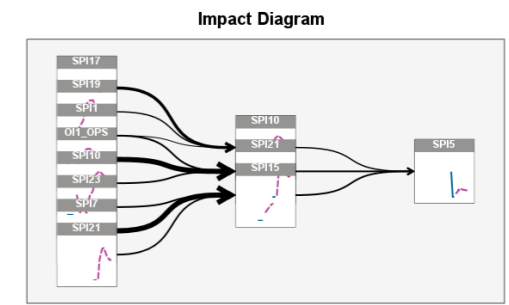 Impact Diagram
SPI17
SPI19
SPI1
OI1_OPS
SPI10
SPI23
SPI7
SPI21
SPI10
SPI21
SPI15
SPI5